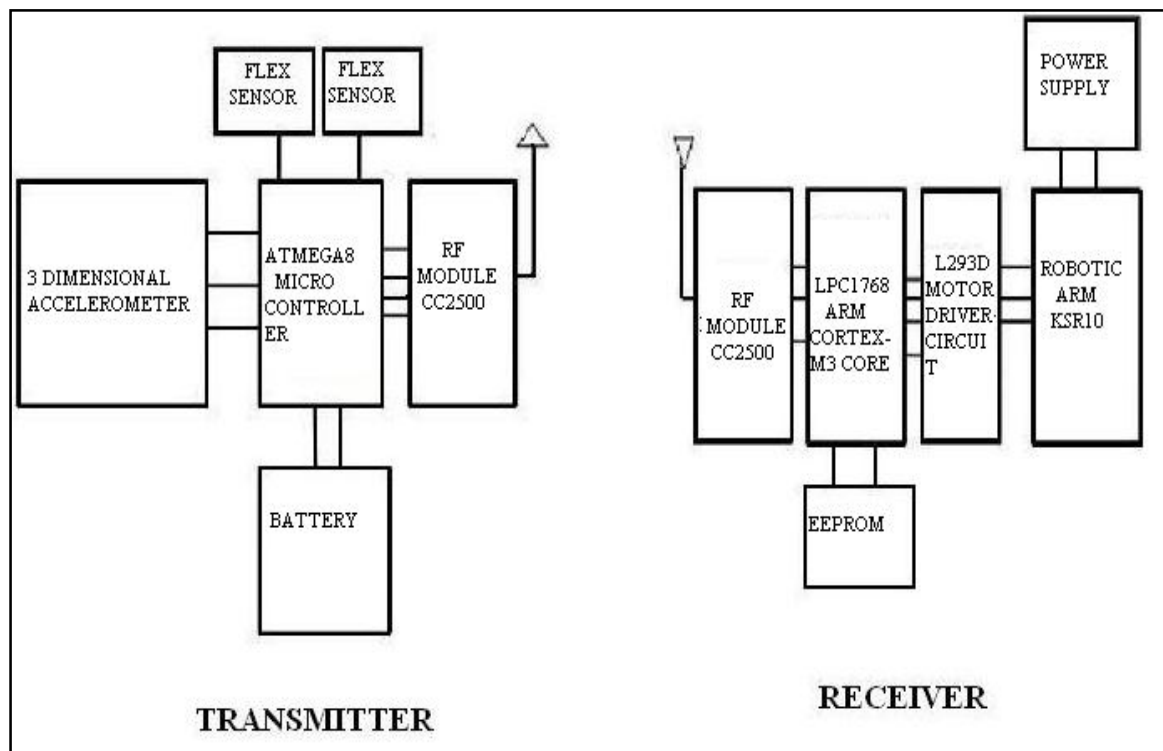 FLEX
SENSOR
FLEX
SENSOR
3 DIMENSIONAL
ACCELEROMETER
ATMEGA8
MICRO
CONTROLL
ER
RF
MODULE
CC2500
BATTERY
TRANSMITTER
POWER
SUPPLY
RF
MODULE
CC2500
LPC1768
ARM
CORTEX-
M3 CORE
L293D
MOTOR
DRIVER-
CIRCUI
T
ROBOTIC
ARM
KSR10
EEPROM
RECEIVER